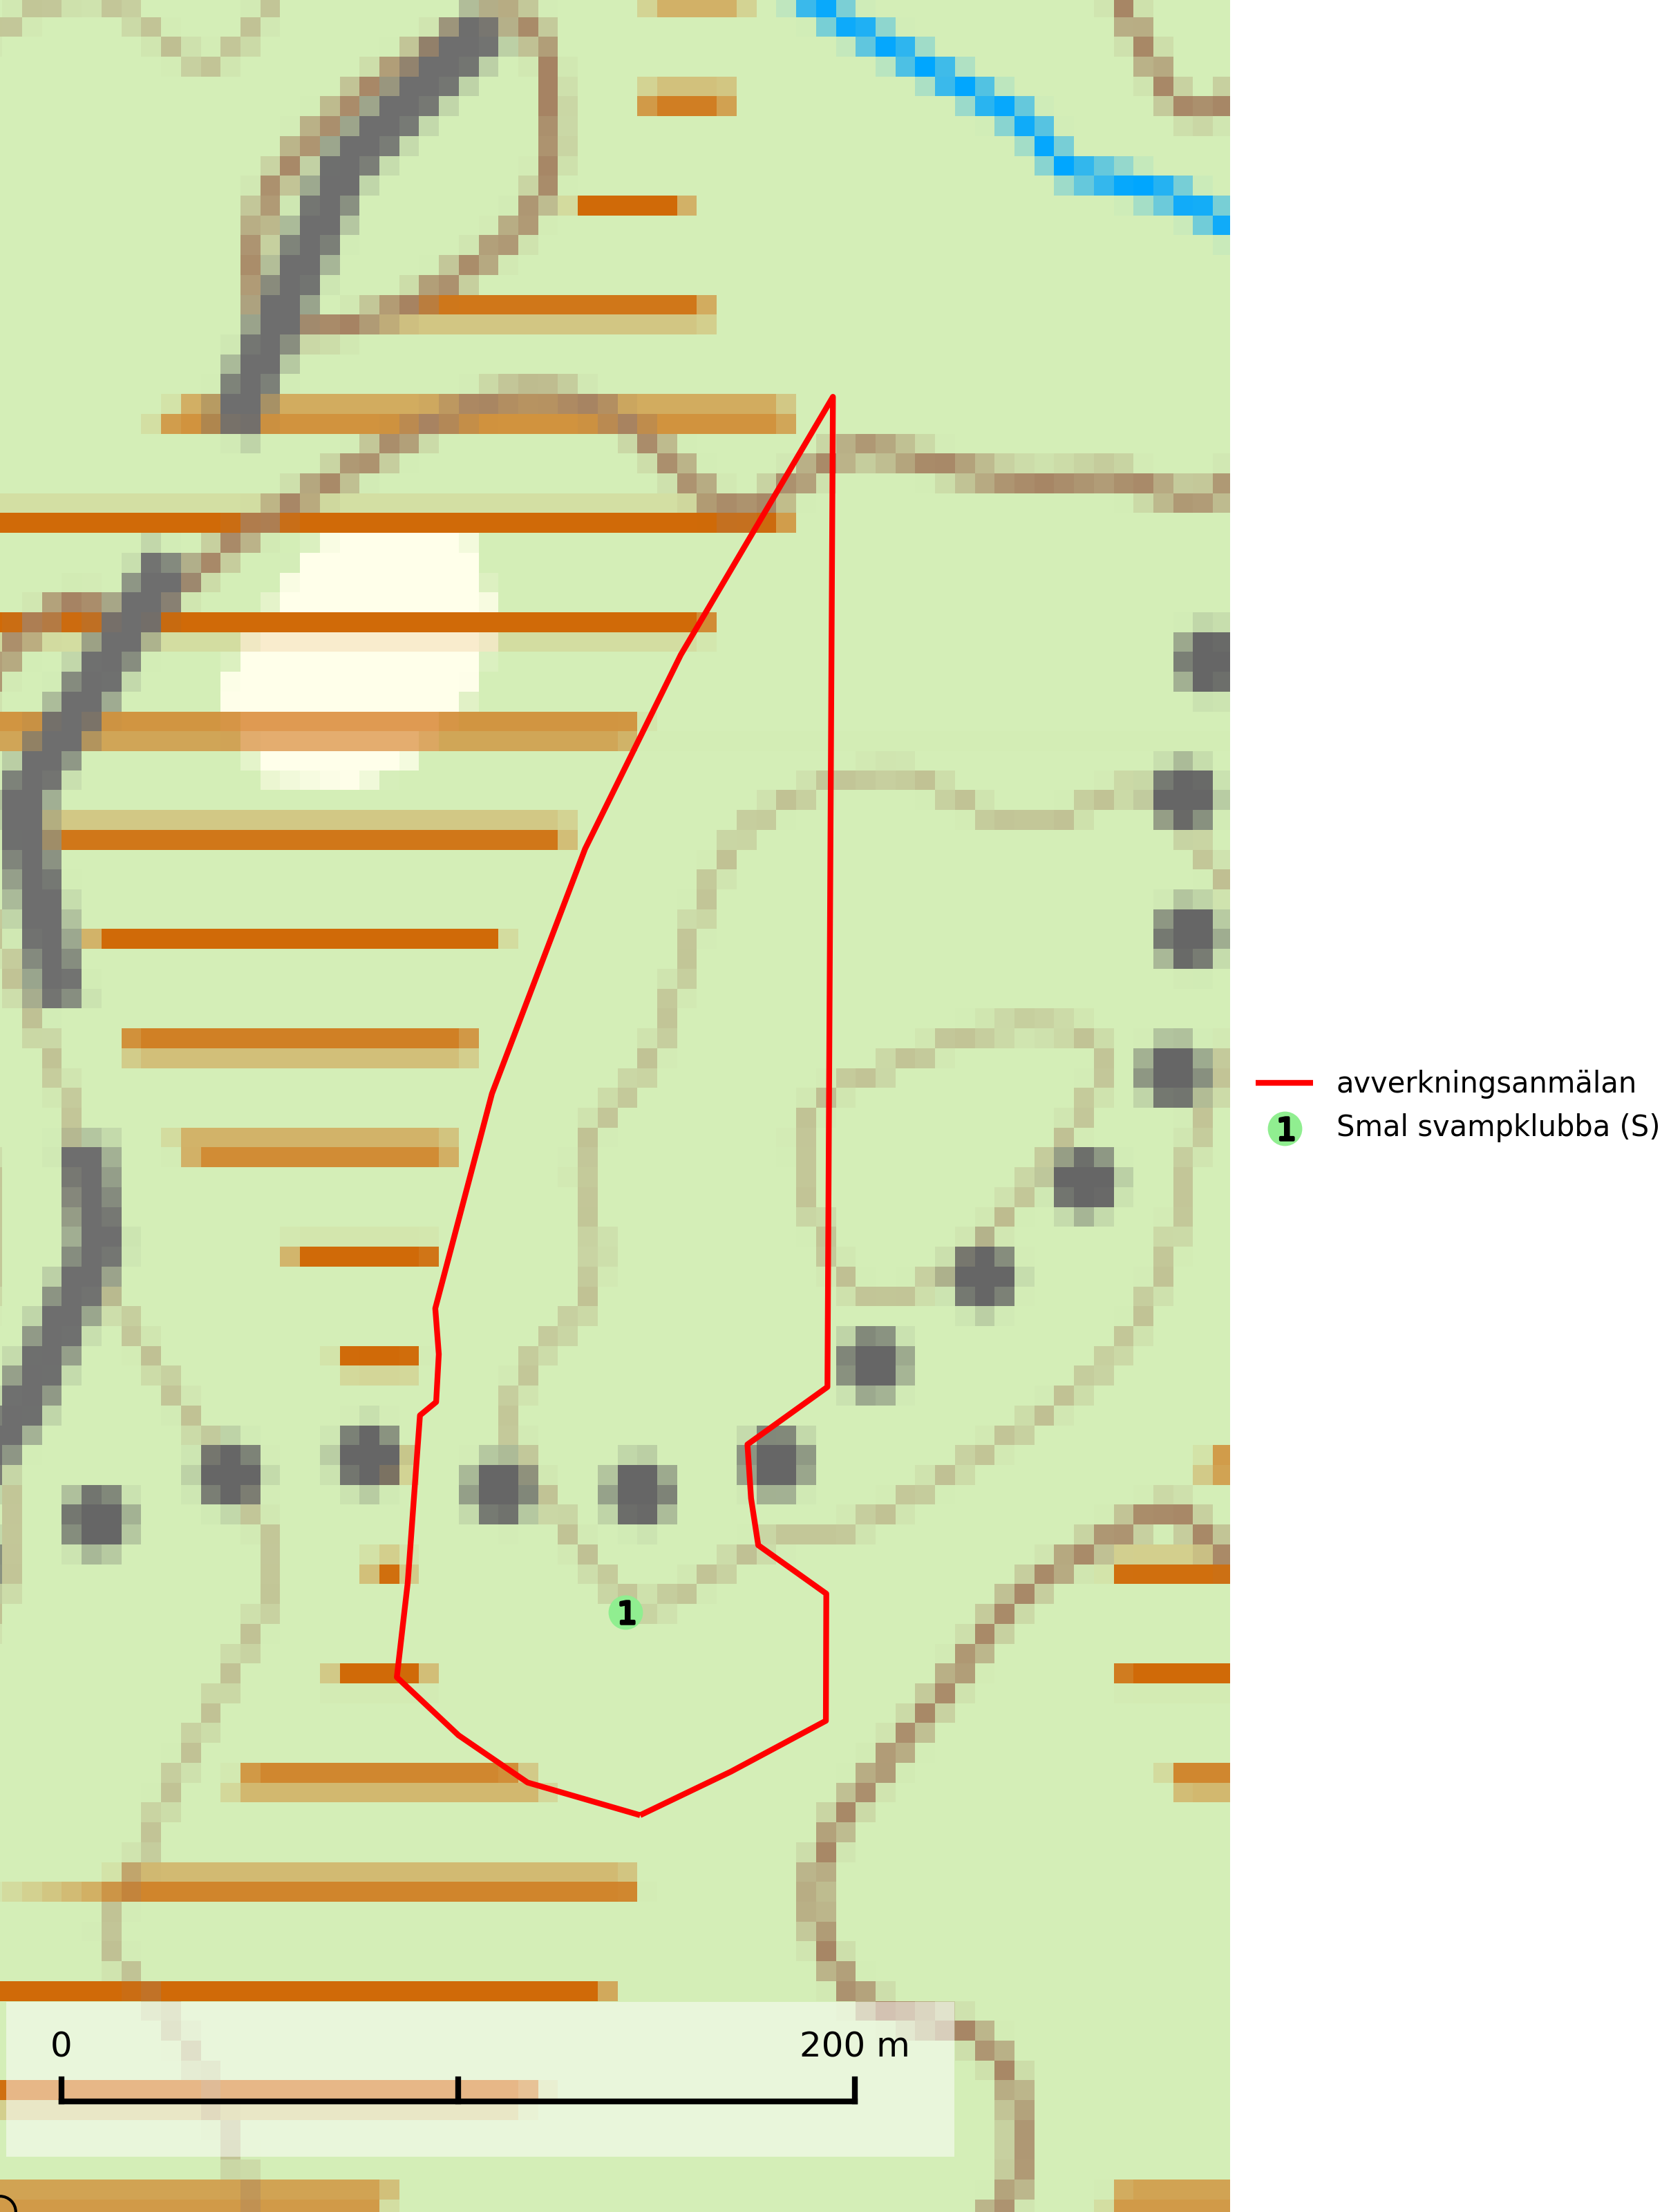 avverkningsanmälan
1 Smal svampklubba (S)
1
0 200 m